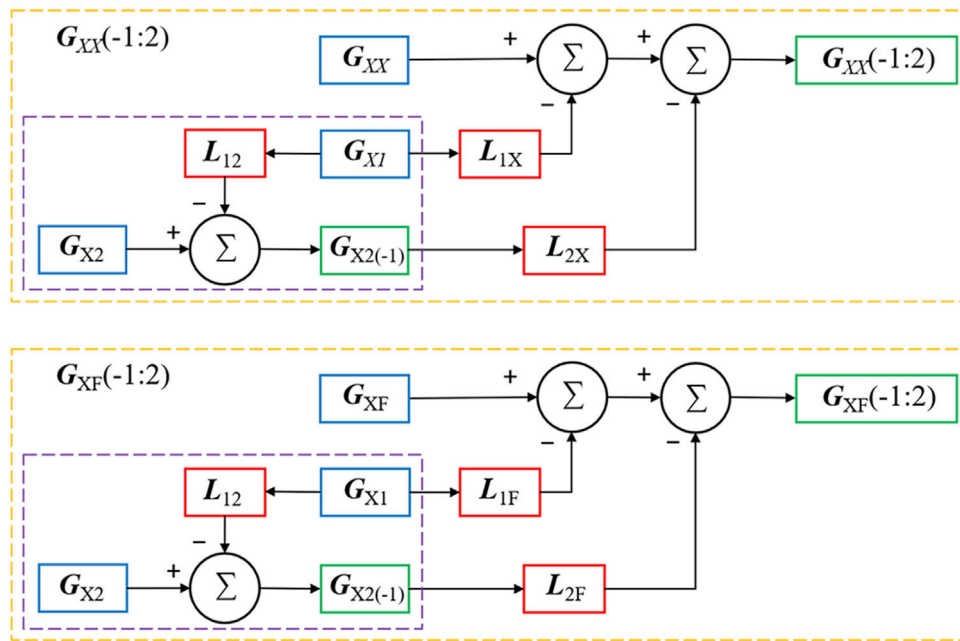 G_XX(-1:2)
G_XX + Σ + Σ G_XX(-1:2)
− −
L_12 G_X1 L_1X
−
G_X2 + Σ G_X2(-1) L_2X
G_XF(-1:2)
G_XF + Σ + Σ G_XF(-1:2)
− −
L_12 G_X1 L_1F
−
G_X2 + Σ G_X2(-1) L_2F